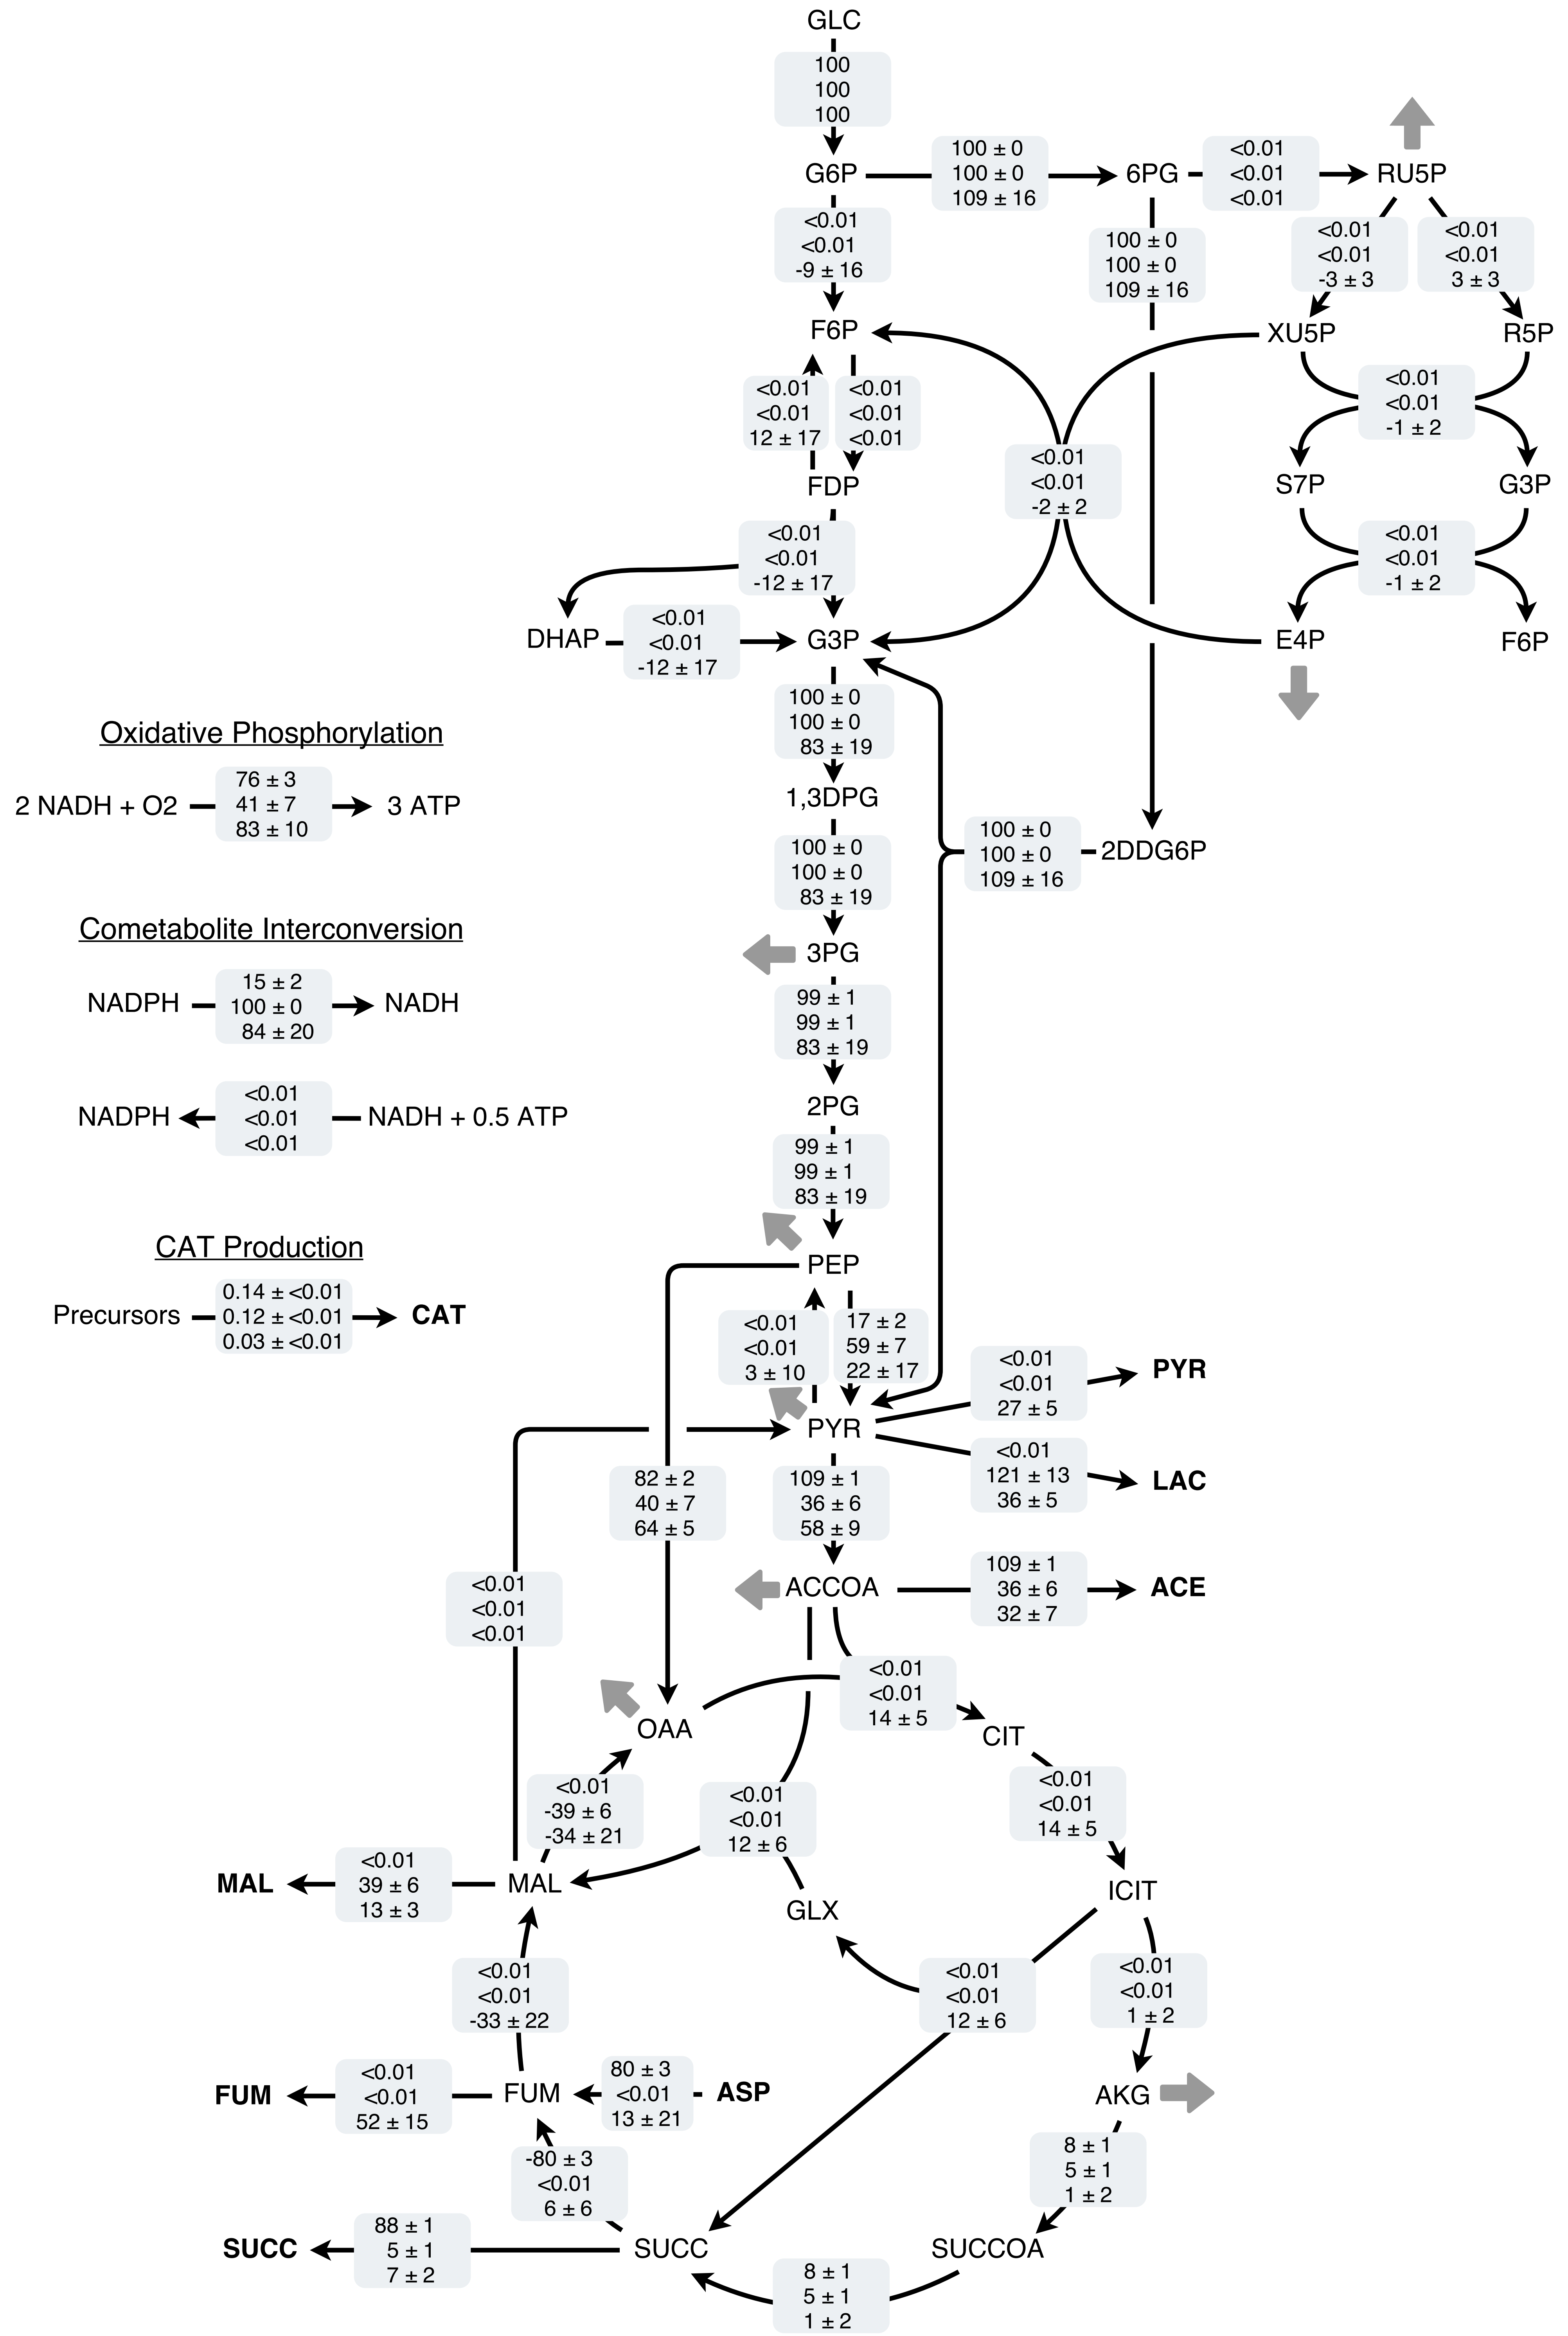 GLC
100
100
100
G6P
100 ± 0
100 ± 0
109 ± 16
6PG
<0.01
<0.01
<0.01
RU5P
<0.01
<0.01
-9 ± 16
100 ± 0
100 ± 0
109 ± 16
<0.01
<0.01
-3 ± 3
<0.01
<0.01
3 ± 3
F6P
XU5P
R5P
<0.01
<0.01
12 ± 17
<0.01
<0.01
<0.01
<0.01
<0.01
-1 ± 2
<0.01
<0.01
-2 ± 2
FDP
S7P
G3P
<0.01
<0.01
-12 ± 17
<0.01
<0.01
-1 ± 2
DHAP
<0.01
<0.01
-12 ± 17
G3P
E4P
F6P
100 ± 0
100 ± 0
83 ± 19
Oxidative Phosphorylation
2 NADH + O2
76 ± 3
41 ± 7
83 ± 10
3 ATP
1,3DPG
100 ± 0
100 ± 0
83 ± 19
100 ± 0
100 ± 0
109 ± 16
2DDG6P
Cometabolite Interconversion
3PG
NADPH
15 ± 2
100 ± 0
84 ± 20
NADH
99 ± 1
99 ± 1
83 ± 19
NADPH
<0.01
<0.01
<0.01
NADH + 0.5 ATP
2PG
99 ± 1
99 ± 1
83 ± 19
CAT Production
PEP
Precursors
0.14 ± <0.01
0.12 ± <0.01
0.03 ± <0.01
CAT
<0.01
<0.01
3 ± 10
17 ± 2
59 ± 7
22 ± 17
<0.01
<0.01
27 ± 5
PYR
PYR
<0.01
121 ± 13
36 ± 5
LAC
82 ± 2
40 ± 7
64 ± 5
109 ± 1
36 ± 6
58 ± 9
<0.01
<0.01
<0.01
ACCOA
109 ± 1
36 ± 6
32 ± 7
ACE
<0.01
<0.01
14 ± 5
OAA
CIT
<0.01
-39 ± 6
-34 ± 21
<0.01
<0.01
12 ± 6
<0.01
<0.01
14 ± 5
MAL
<0.01
39 ± 6
13 ± 3
MAL
GLX
ICIT
<0.01
<0.01
-33 ± 22
<0.01
<0.01
12 ± 6
<0.01
<0.01
1 ± 2
FUM
<0.01
<0.01
52 ± 15
FUM
80 ± 3
<0.01
13 ± 21
ASP
AKG
-80 ± 3
<0.01
6 ± 6
8 ± 1
5 ± 1
1 ± 2
SUCC
88 ± 1
5 ± 1
7 ± 2
SUCC
SUCCOA
8 ± 1
5 ± 1
1 ± 2